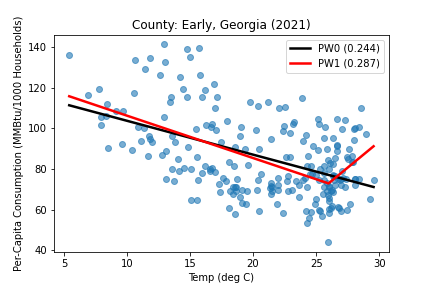 County: Early, Georgia (2021)
Per-Capita Consumption (MMBtu/1000 Households)
140
120
100
80
60
40
PW0 (0.244)
PW1 (0.287)
5 10 15 20 25 30
Temp (deg C)